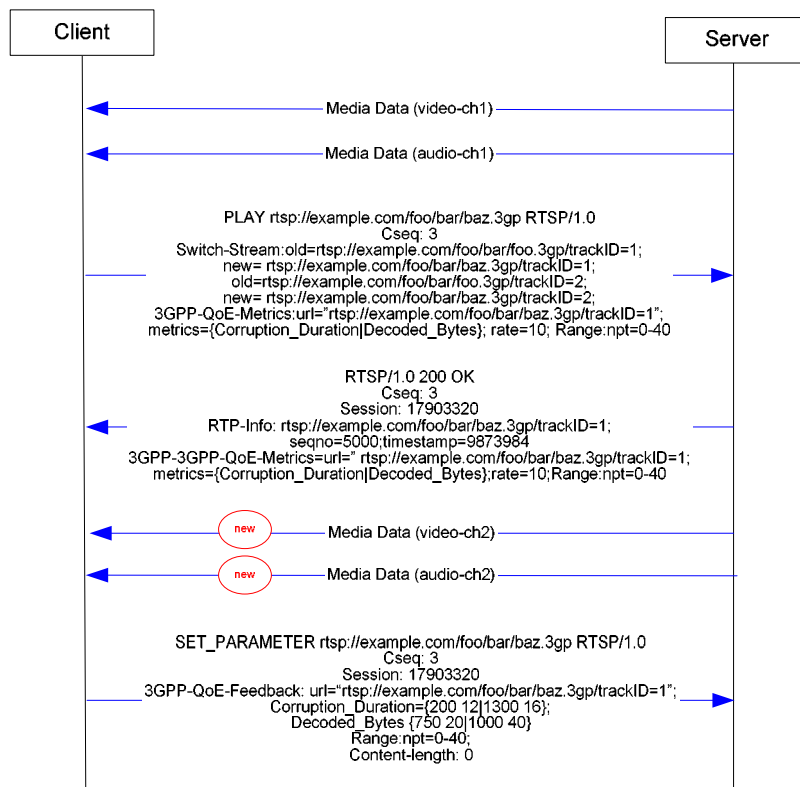 Client
Server
Media Data (video-ch1)
Media Data (audio-ch1)
PLAY rtsp://example.com/foo/bar/baz.3gp RTSP/1.0
Cseq: 3
Switch-Stream:old=rtsp://example.com/foo/bar/foo.3gp/trackID=1;
new= rtsp://example.com/foo/bar/baz.3gp/trackID=1;
old=rtsp://example.com/foo/bar/foo.3gp/trackID=2;
new= rtsp://example.com/foo/bar/baz.3gp/trackID=2;
3GPP-QoE-Metrics:url=”rtsp://example.com/foo/bar/baz.3gp/trackID=1”;
metrics={Corruption_Duration|Decoded_Bytes}; rate=10; Range:npt=0-40
RTSP/1.0 200 OK
Cseq: 3
Session: 17903320
RTP-Info: rtsp://example.com/foo/bar/baz.3gp/trackID=1;
seqno=5000;timestamp=9873984
3GPP-3GPP-QoE-Metrics=url=” rtsp://example.com/foo/bar/baz.3gp/trackID=1;
metrics={Corruption_Duration|Decoded_Bytes};rate=10;Range:npt=0-40
new
Media Data (video-ch2)
new
Media Data (audio-ch2)
SET_PARAMETER rtsp://example.com/foo/bar/baz.3gp RTSP/1.0
Cseq: 3
Session: 17903320
3GPP-QoE-Feedback: url=“rtsp://example.com/foo/bar/baz.3gp/trackID=1”;
Corruption_Duration={200 12|1300 16};
Decoded_Bytes {750 20|1000 40}
Range:npt=0-40;
Content-length: 0